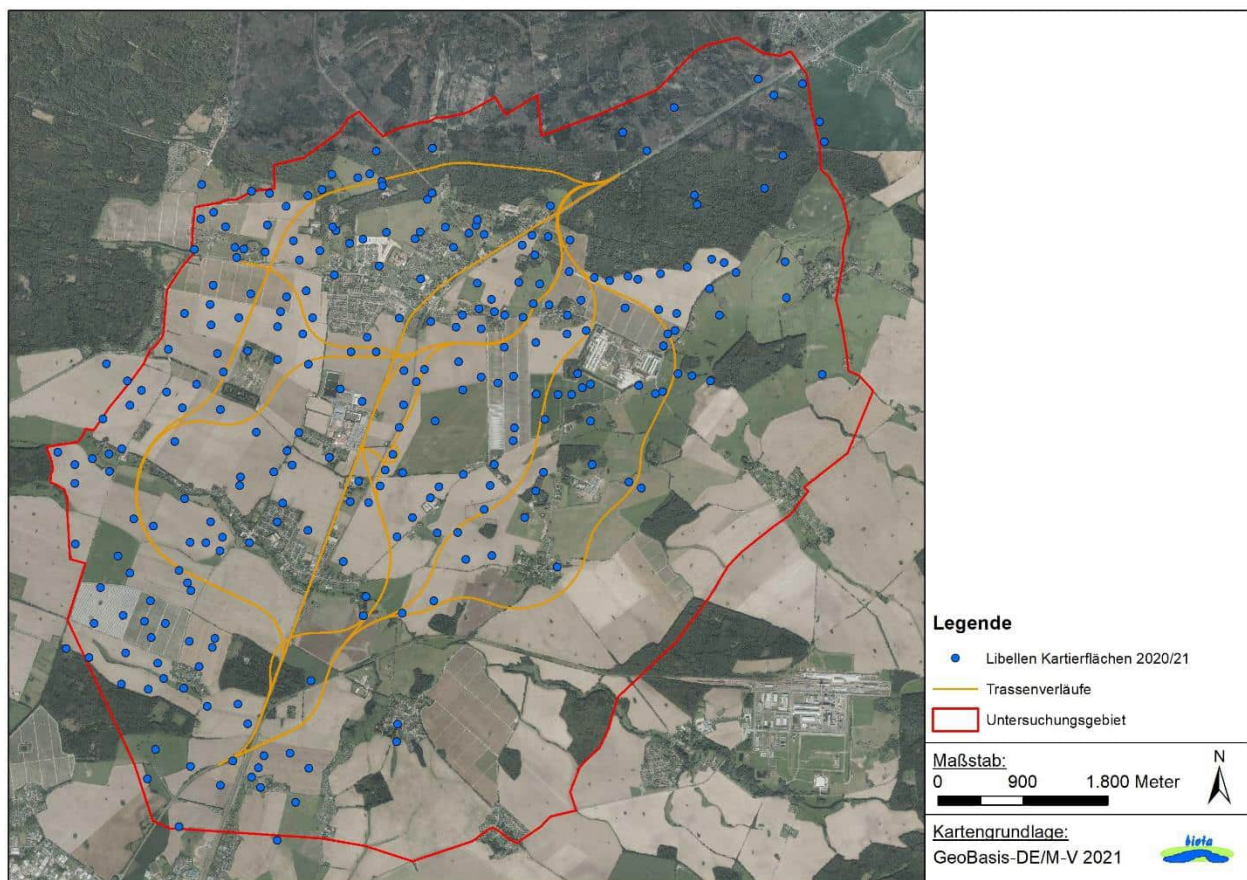 Legende
Libellen Kartierflächen 2020/21
Trassenverläufe
Untersuchungsgebiet
Maßstab:
0 900 1.800 Meter
N
Kartengrundlage:
GeoBasis-DE/M-V 2021
biota